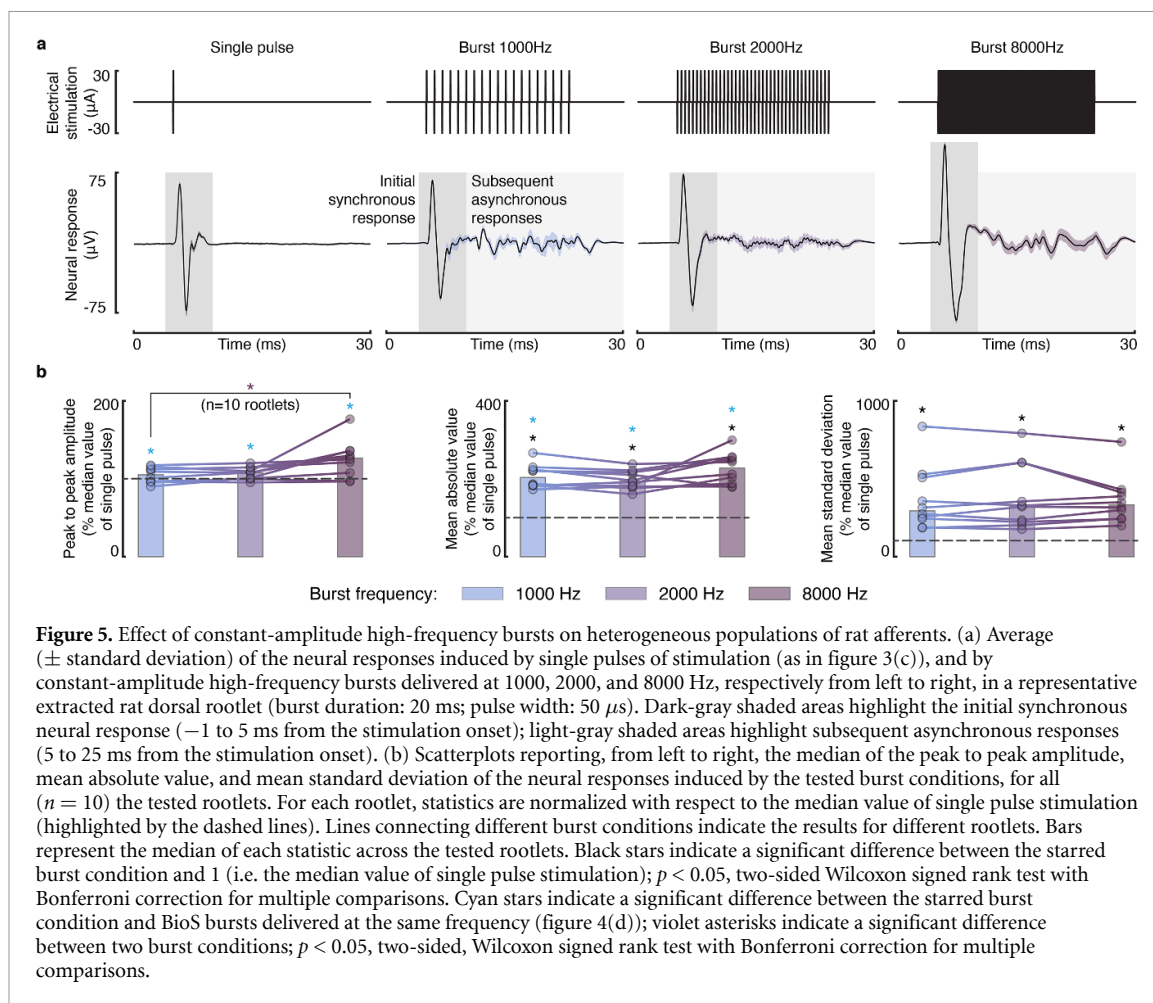 a
Single pulse
Burst 1000Hz
Burst 2000Hz
Burst 8000Hz
Electrical
stimulation
(µA)
30
-30
Neural response
(µV)
75
-75
Initial
synchronous
response
Subsequent
asynchronous
responses
0 Time (ms) 30
0 Time (ms) 30
0 Time (ms) 30
0 Time (ms) 30
b
Peak to peak amplitude
(% median value
of single pulse)
200
0
*
(n=10 rootlets)
* * *
Mean absolute value
(% median value
of single pulse)
400
0
* * *
* * *
Mean standard deviation
(% median value
of single pulse)
1000
0
* * *
Burst frequency: 1000 Hz 2000 Hz 8000 Hz
Figure 5. Effect of constant-amplitude high-frequency bursts on heterogeneous populations of rat afferents. (a) Average
(± standard deviation) of the neural responses induced by single pulses of stimulation (as in figure 3(c)), and by
constant-amplitude high-frequency bursts delivered at 1000, 2000, and 8000 Hz, respectively from left to right, in a representative
extracted rat dorsal rootlet (burst duration: 20 ms; pulse width: 50 µs). Dark-gray shaded areas highlight the initial synchronous
neural response (−1 to 5 ms from the stimulation onset); light-gray shaded areas highlight subsequent asynchronous responses
(5 to 25 ms from the stimulation onset). (b) Scatterplots reporting, from left to right, the median of the peak to peak amplitude,
mean absolute value, and mean standard deviation of the neural responses induced by the tested burst conditions, for all
(n = 10) the tested rootlets. For each rootlet, statistics are normalized with respect to the median value of single pulse stimulation
(highlighted by the dashed lines). Lines connecting different burst conditions indicate the results for different rootlets. Bars
represent the median of each statistic across the tested rootlets. Black stars indicate a significant difference between the starred
burst condition and 1 (i.e. the median value of single pulse stimulation); p < 0.05, two-sided Wilcoxon signed rank test with
Bonferroni correction for multiple comparisons. Cyan stars indicate a significant difference between the starred burst
condition and BioS bursts delivered at the same frequency (figure 4(d)); violet asterisks indicate a significant difference
between two burst conditions; p < 0.05, two-sided, Wilcoxon signed rank test with Bonferroni correction for multiple
comparisons.